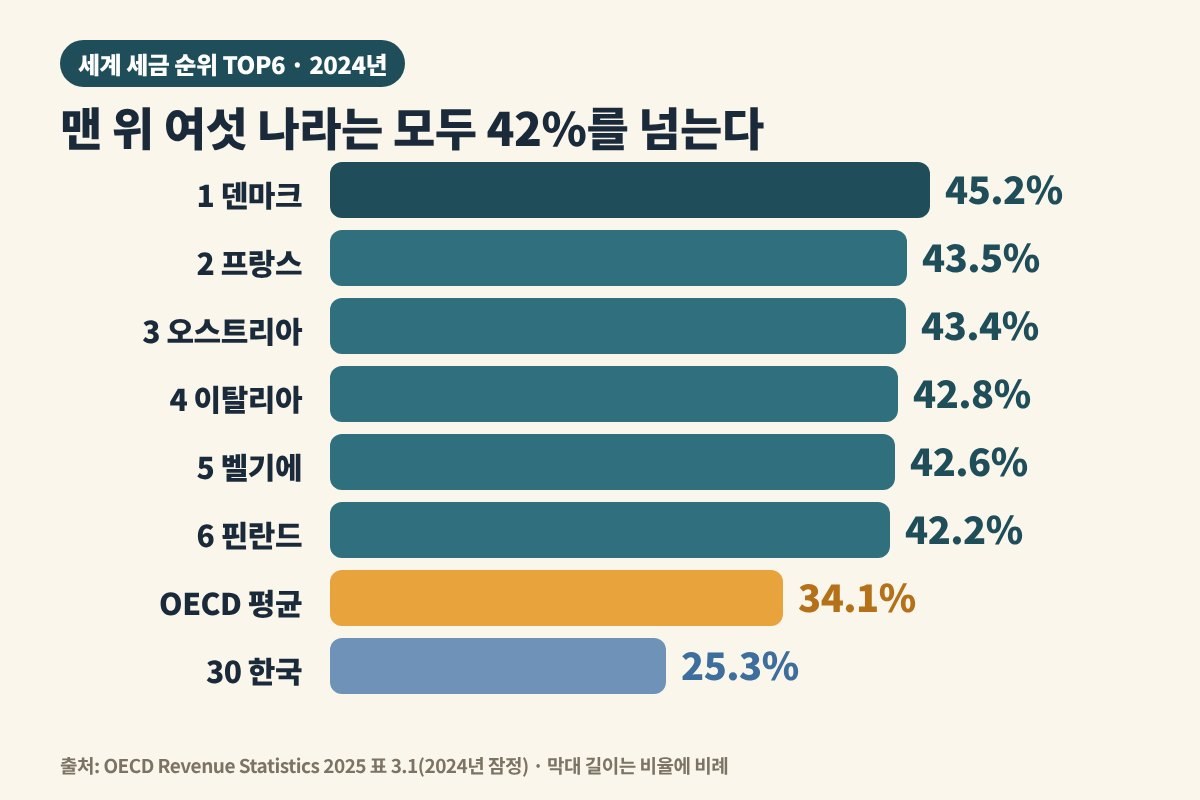 세계 세금 순위 TOP6 · 2024년
맨 위 여섯 나라는 모두 42%를 넘는다
1 덴마크 45.2%
2 프랑스 43.5%
3 오스트리아 43.4%
4 이탈리아 42.8%
5 벨기에 42.6%
6 핀란드 42.2%
OECD 평균 34.1%
30 한국 25.3%
출처: OECD Revenue Statistics 2025 표 3.1(2024년 잠정) · 막대 길이는 비율에 비례